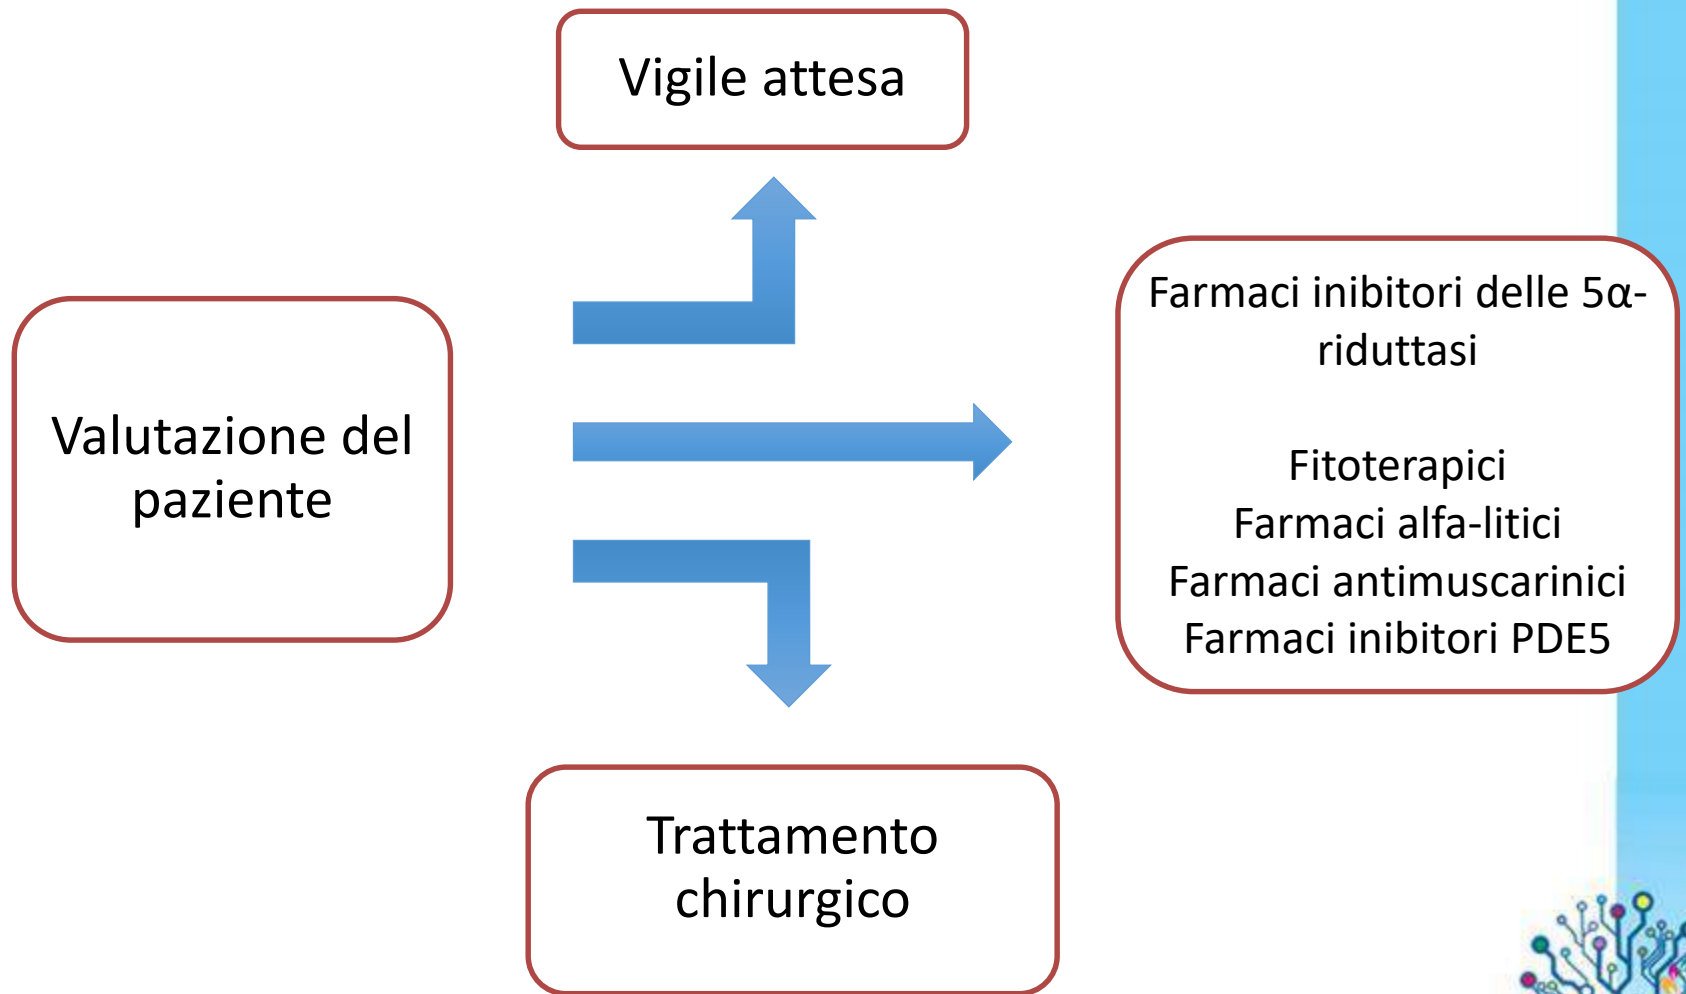 Vigile attesa
Valutazione del
paziente
Farmaci inibitori delle 5α-
riduttasi
Fitoterapici
Farmaci alfa-litici
Farmaci antimuscarinici
Farmaci inibitori PDE5
Trattamento
chirurgico